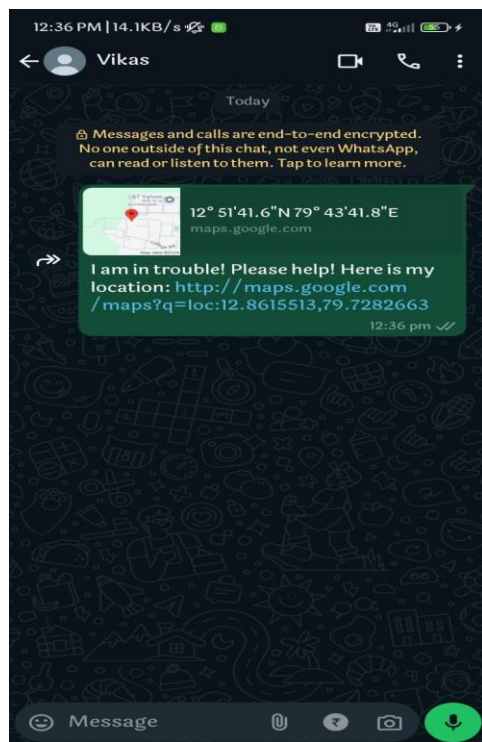 12:36 PM | 14.1KB/s
4G
55
Vikas
Today
Messages and calls are end-to-end encrypted.
No one outside of this chat, not even WhatsApp,
can read or listen to them. Tap to learn more.
12° 51'41.6"N 79° 43'41.8"E
maps.google.com
I am in trouble! Please help! Here is my
location: http://maps.google.com
/maps?q=loc:12.8615513,79.7282663
12:36 pm
Message
₹